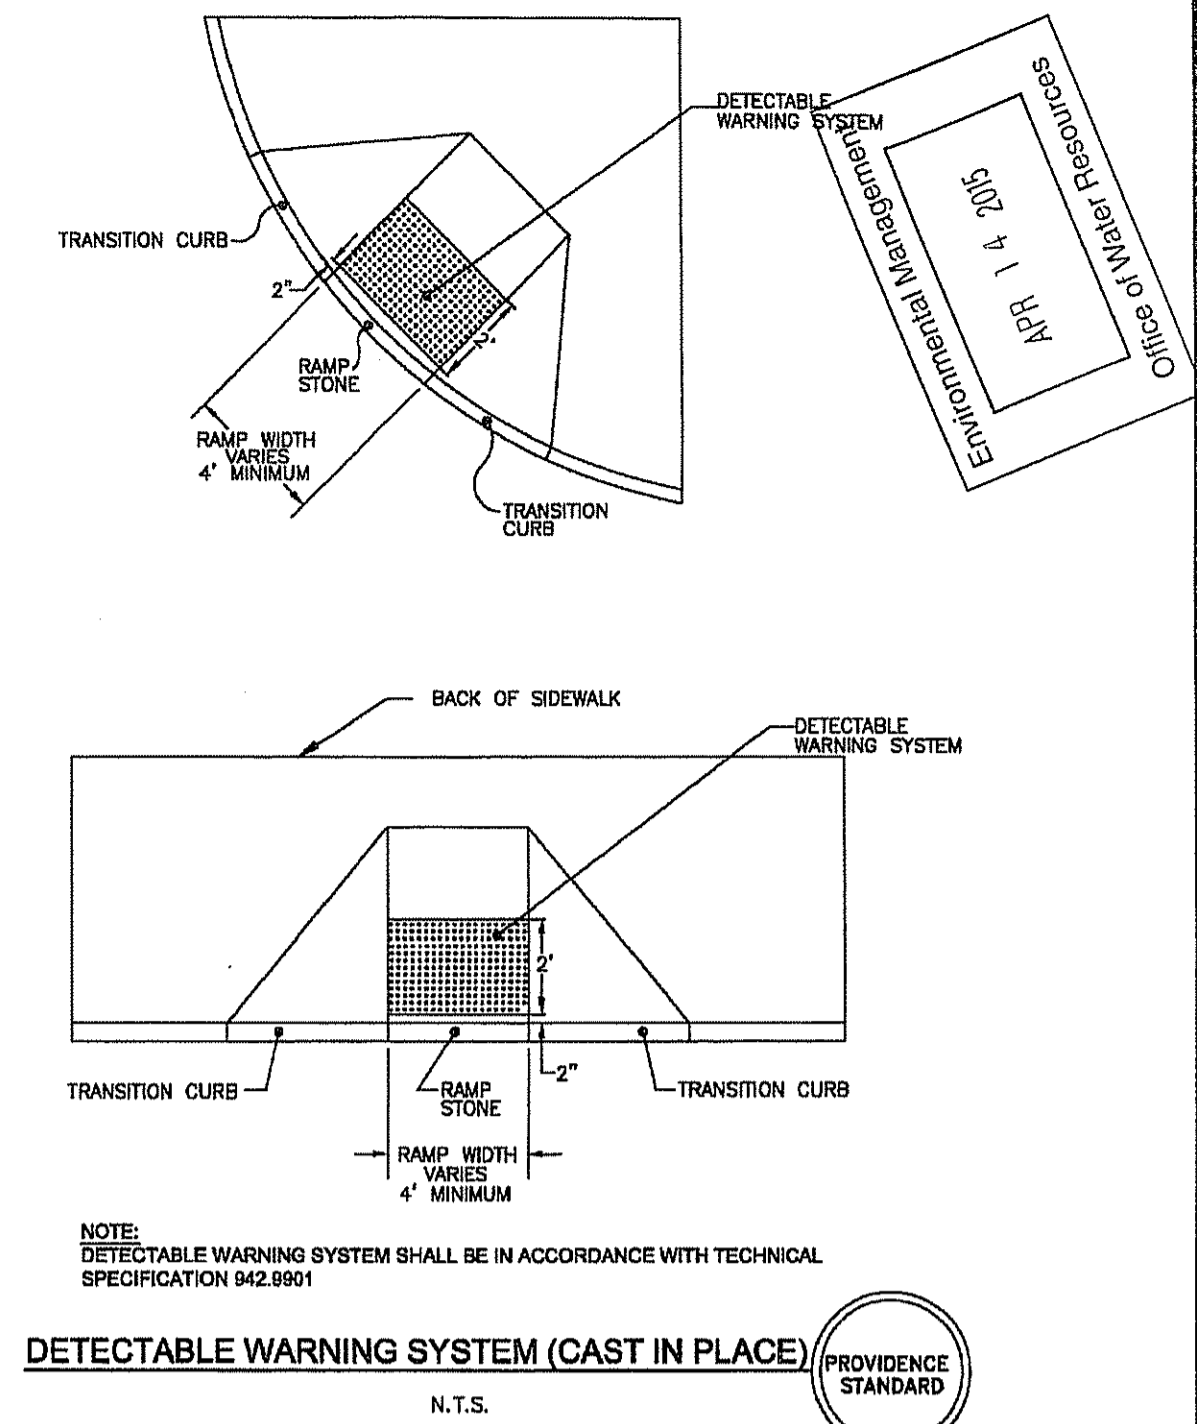 DETECTABLE
WARNING SYSTEM
Environmental Management
APR 14 2015
Office of Water Resources
TRANSITION CURB
2"
2'
RAMP
STONE
RAMP WIDTH
VARIES
4' MINIMUM
TRANSITION
CURB
BACK OF SIDEWALK
DETECTABLE
WARNING SYSTEM
2'
2"
TRANSITION CURB
RAMP
STONE
TRANSITION CURB
RAMP WIDTH
VARIES
4' MINIMUM
NOTE:
DETECTABLE WARNING SYSTEM SHALL BE IN ACCORDANCE WITH TECHNICAL
SPECIFICATION 942.9901
DETECTABLE WARNING SYSTEM (CAST IN PLACE)
PROVIDENCE
STANDARD
N.T.S.